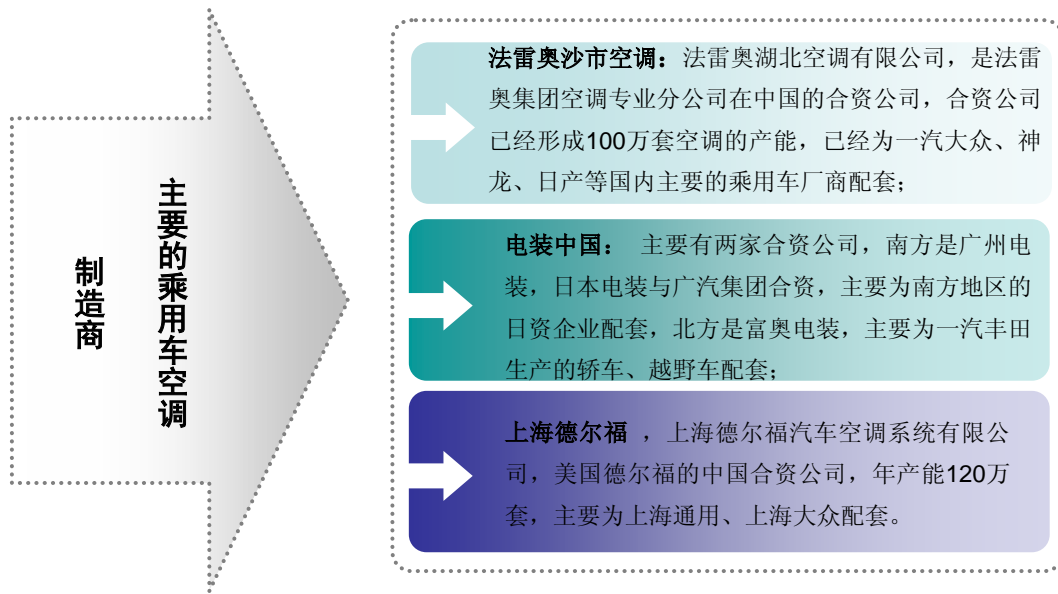 主要的乘用车空调
制造商
法雷奥沙市空调：法雷奥湖北空调有限公司，是法雷
奥集团空调专业分公司在中国的合资公司，合资公司
已经形成100万套空调的产能，已经为一汽大众、神
龙、日产等国内主要的乘用车厂商配套；
电装中国： 主要有两家合资公司，南方是广州电
装，日本电装与广汽集团合资，主要为南方地区的
日资企业配套，北方是富奥电装，主要为一汽丰田
生产的轿车、越野车配套；
上海德尔福 ，上海德尔福汽车空调系统有限公
司，美国德尔福的中国合资公司，年产能120万
套，主要为上海通用、上海大众配套。